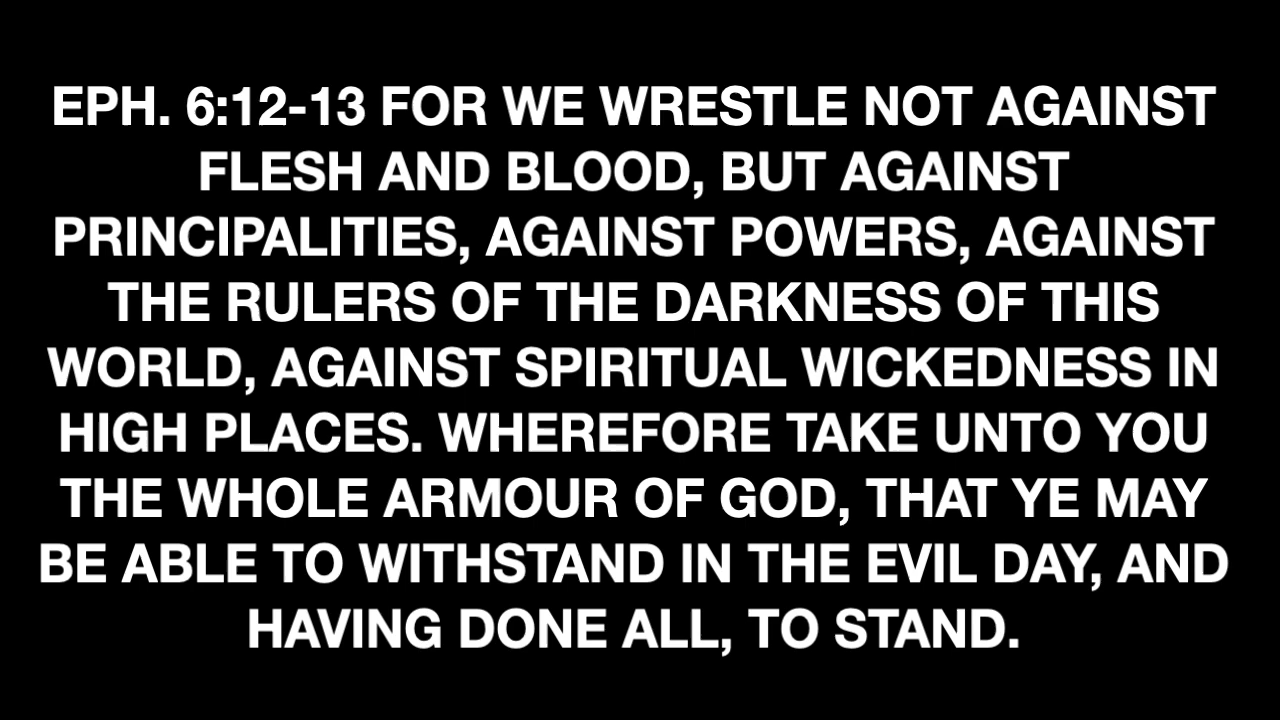 EPH. 6:12-13 FOR WE WRESTLE NOT AGAINST
FLESH AND BLOOD, BUT AGAINST
PRINCIPALITIES, AGAINST POWERS, AGAINST
THE RULERS OF THE DARKNESS OF THIS
WORLD, AGAINST SPIRITUAL WICKEDNESS IN
HIGH PLACES. WHEREFORE TAKE UNTO YOU
THE WHOLE ARMOUR OF GOD, THAT YE MAY
BE ABLE TO WITHSTAND IN THE EVIL DAY, AND
HAVING DONE ALL, TO STAND.